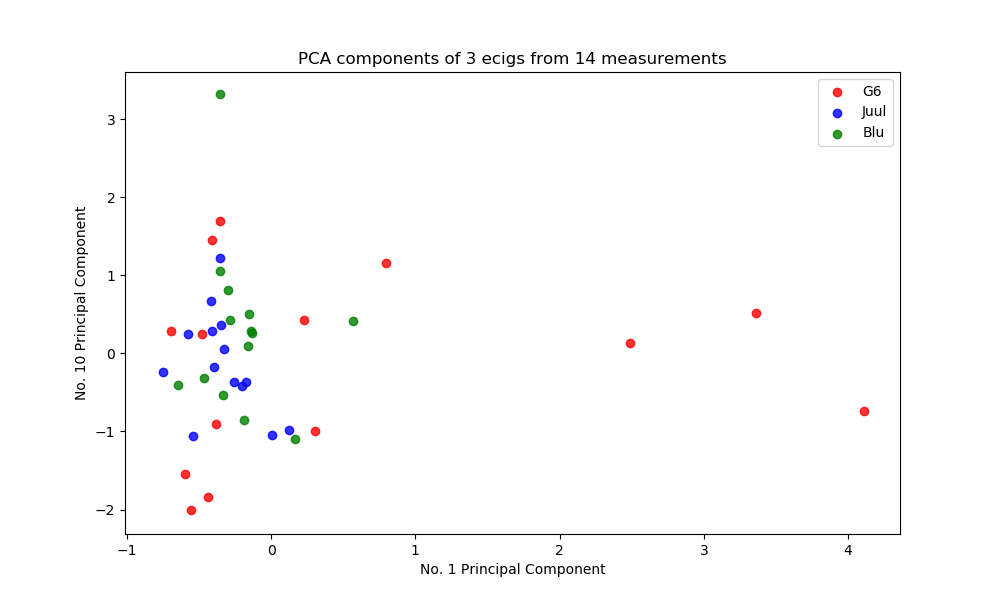 PCA components of 3 ecigs from 14 measurements
G6
Juul
Blu
No. 10 Principal Component
3
2
1
0
−1
−2
−1 0 1 2 3 4
No. 1 Principal Component